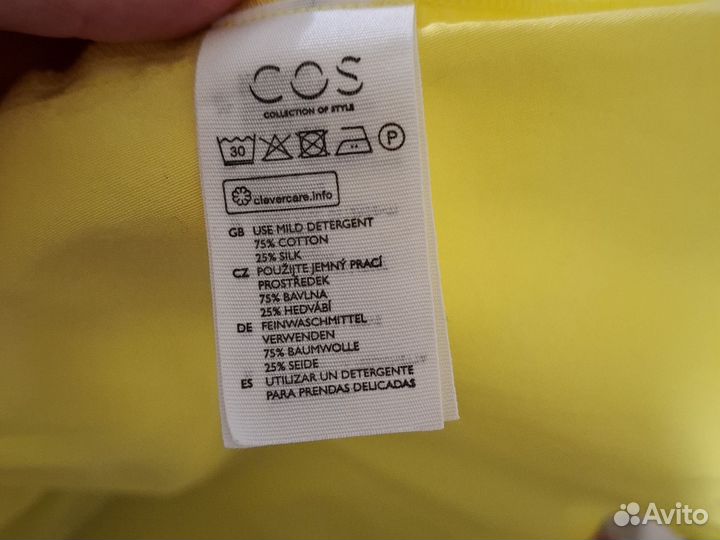 COS
COLLECTION OF STYLE
30 P
clevercare.info
GB USE MILD DETERGENT
75% COTTON
25% SILK
CZ POUŽIJTE JEMNÝ PRACÍ
PROSTŘEDEK
75% BAVLNA
25% HEDVÁBÍ
DE FEINWASCHMITTEL
VERWENDEN
75% BAUMWOLLE
25% SEIDE
ES UTILIZAR UN DETERGENTE
PARA PRENDAS DELICADAS
Avito